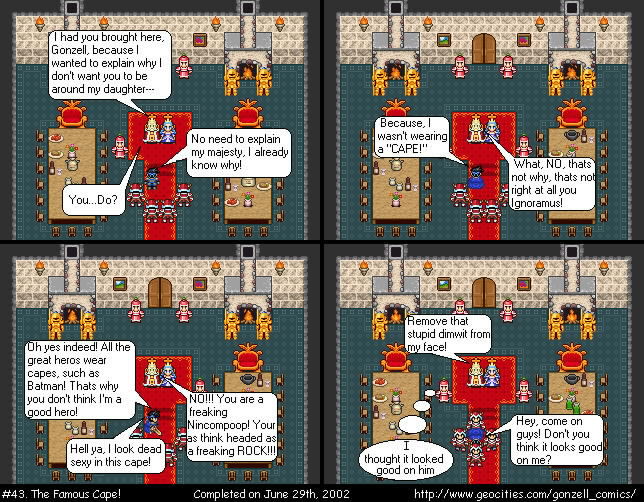 I had you brought here,
Gonzell, because I
wanted to explain why I
don't want you to be
around my daughter---
No need to explain
my majesty, I already
know why!
You...Do?
Because, I
wasn't wearing
a "CAPE!"
What, NO, thats
not why, thats not
right at all you
Ignoramus!
Oh yes indeed! All the
great heros wear
capes, such as
Batman! Thats why
you don't think I'm a
good hero!
NO!!! You are a
freaking
Nincompoop! Your
as think headed as
a freaking ROCK!!!
Hell ya, I look dead
sexy in this cape!
Remove that
stupid dimwit from
my face!
Hey, come on
guys! Don't you
think it looks good
on me?
I
thought it looked
good on him
#43. The Famous Cape!
Completed on June 29th, 2002
http://www.geocities.com/gonzell_comics/